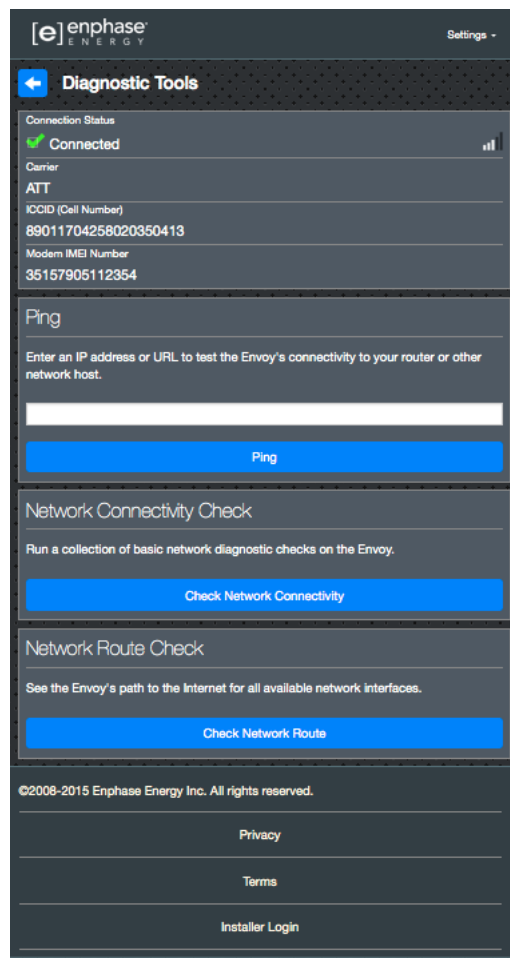 [e] enphase
ENERGY
Settings
Diagnostic Tools
Connection Status
Connected
Carrier
ATT
ICCID (Cell Number)
89011704258020350413
Modem IMEI Number
35157905112354
Ping
Enter an IP address or URL to test the Envoy's connectivity to your router or other
network host.
Ping
Network Connectivity Check
Run a collection of basic network diagnostic checks on the Envoy.
Check Network Connectivity
Network Route Check
See the Envoy's path to the Internet for all available network interfaces.
Check Network Route
©2008-2015 Enphase Energy Inc. All rights reserved.
Privacy
Terms
Installer Login